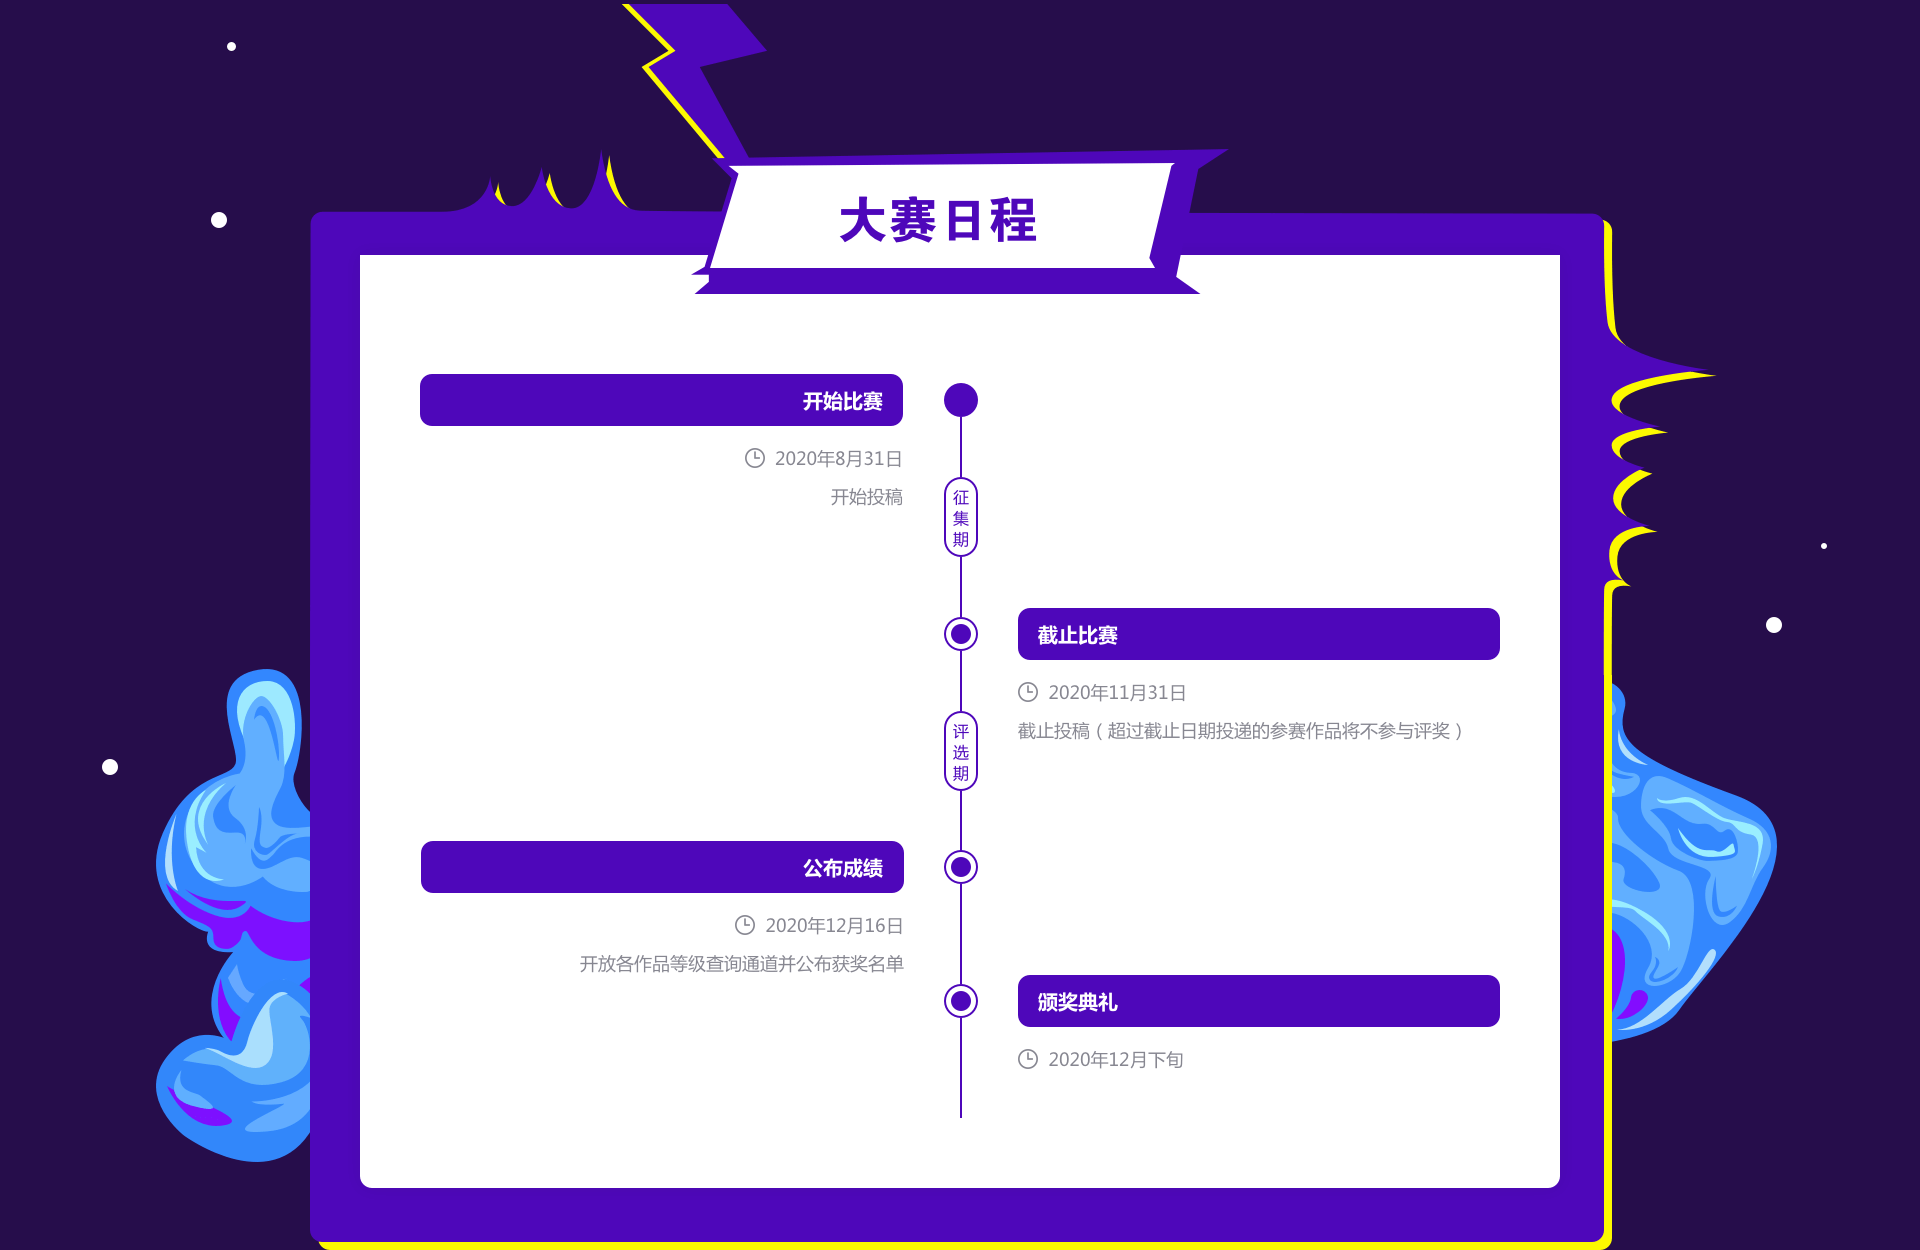 大赛日程
开始比赛
2020年8月31日
开始投稿
征
集
期
截止比赛
2020年11月31日
截止投稿（超过截止日期投递的参赛作品将不参与评奖）
评
选
期
公布成绩
2020年12月16日
开放各作品等级查询通道并公布获奖名单
颁奖典礼
2020年12月下旬